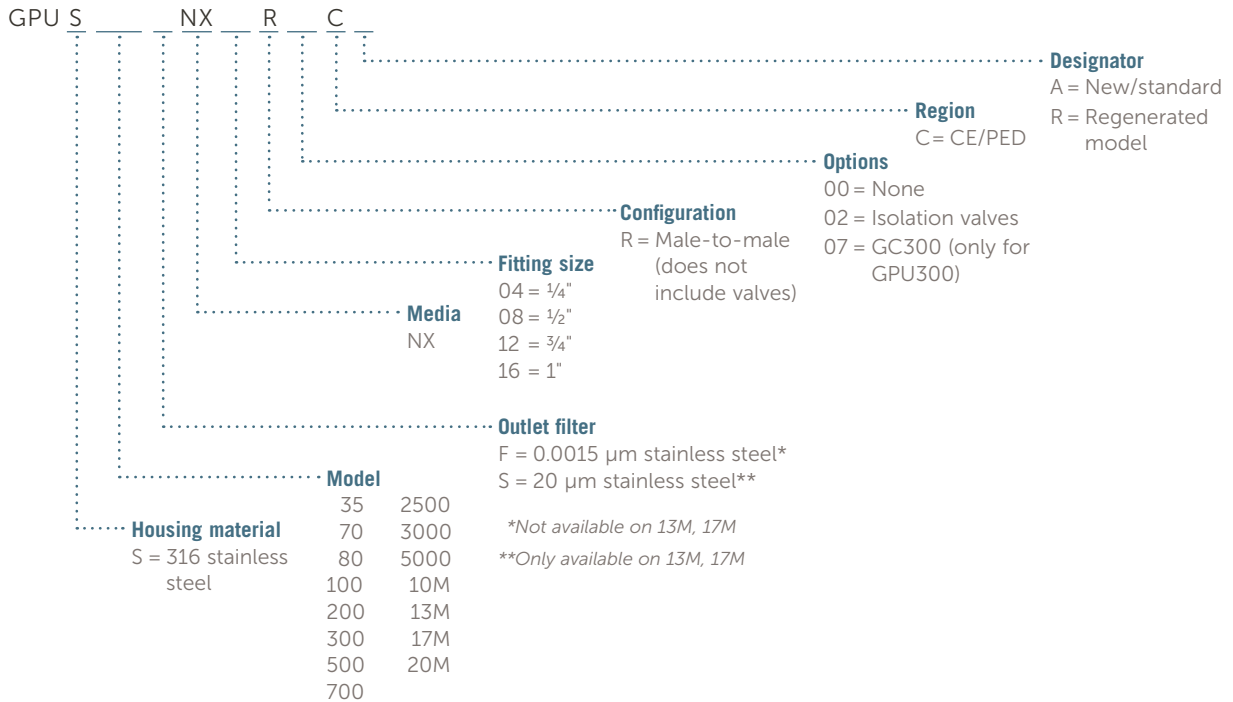 GPU S NX R C
Designator
A = New/standard
R = Regenerated
model
Region
C= CE/PED
Options
00 = None
02 = Isolation valves
07 = GC300 (only for
GPU300)
Configuration
R = Male-to-male
(does not
include valves)
Fitting size
04 = ¼"
08 = ½"
12 = ¾"
16 = 1"
Media
NX
Outlet filter
F = 0.0015 µm stainless steel*
S = 20 µm stainless steel**
*Not available on 13M, 17M
**Only available on 13M, 17M
Model
35 2500
70 3000
80 5000
100 10M
200 13M
300 17M
500 20M
700
Housing material
S = 316 stainless
steel